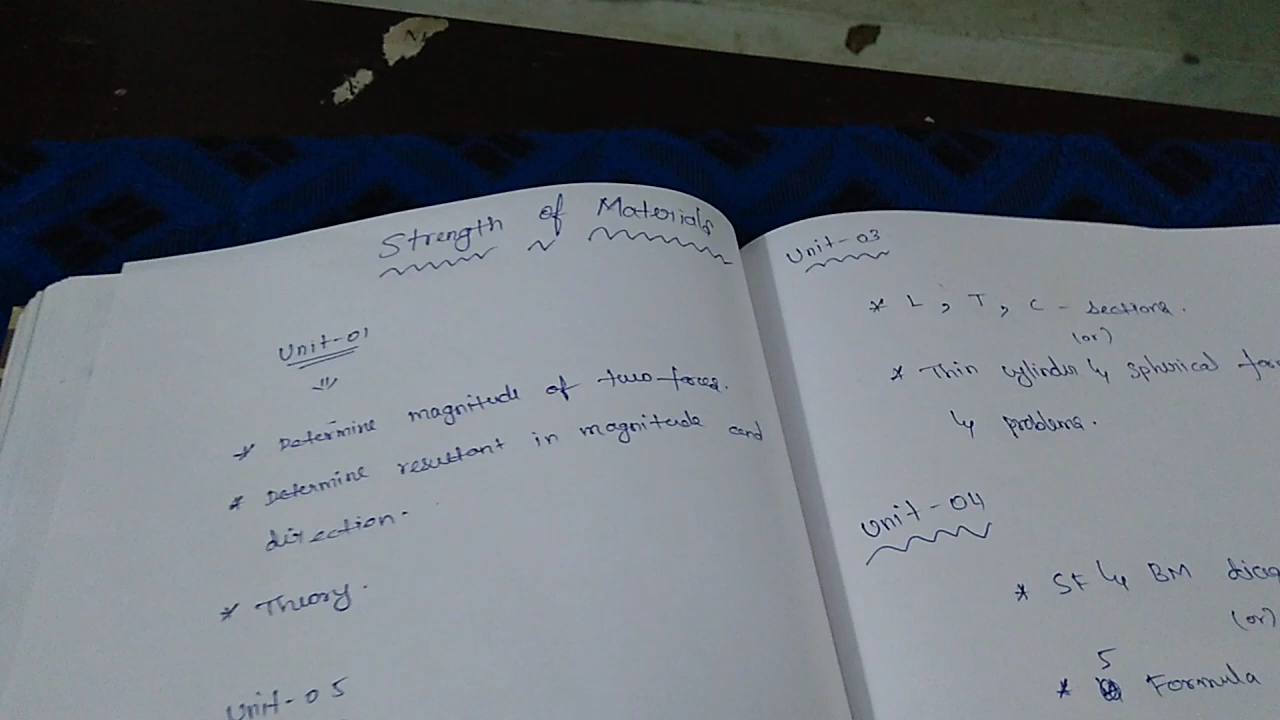 Strength of Materials
Unit-01
* Determine magnitude of two-forces.
* Determine resultant in magnitude and
direction.
* Theory.
Unit-05
Unit-03
* L, T, C - sections.
(or)
* Thin cylinder & spherical
& problems.
Unit-04
* SF & BM
(or)
5
* Formula